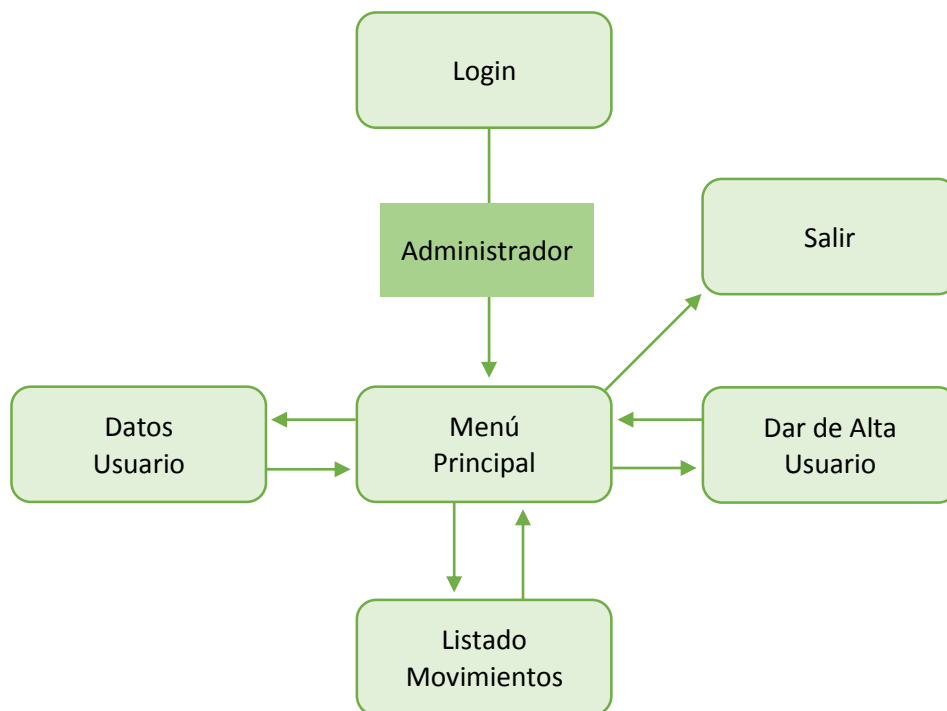 Login
Administrador
Salir
Datos
Usuario
Menú
Principal
Dar de Alta
Usuario
Listado
Movimientos